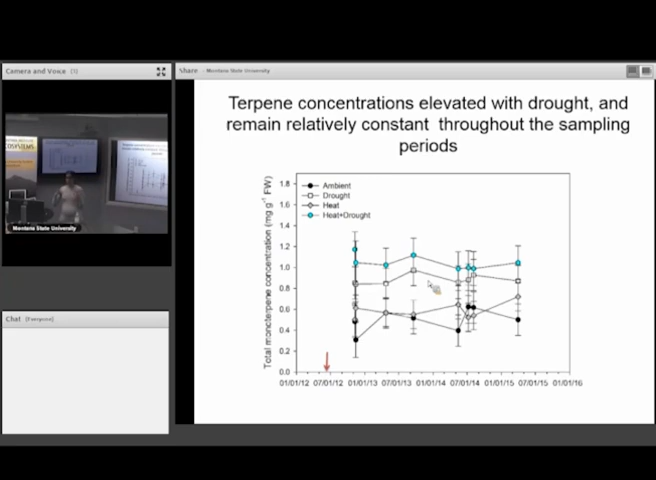 Camera and Voice (1)
Share - Montana State University
Terpene concentrations elevated with drought, and
remain relatively constant throughout the sampling
periods
Montana State University
Total monoterpene concentration (mg g⁻¹ FW)
1.8
1.6
1.4
1.2
1.0
0.8
0.6
0.4
0.2
0.0
Ambient
Drought
Heat
Heat+Drought
01/01/12 07/01/12 01/01/13 07/01/13 01/01/14 07/01/14 01/01/15 07/01/15 01/01/16
Chat (Everyone)